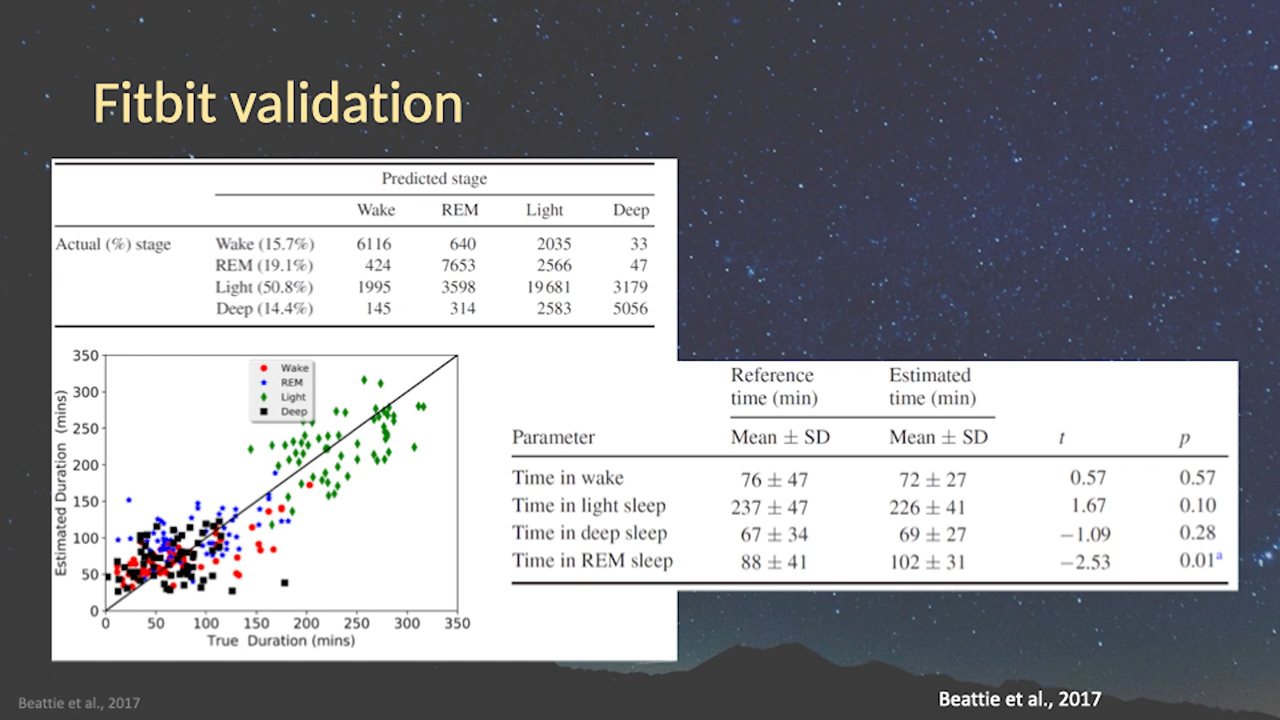 Fitbit validation
Predicted stage
Wake REM Light Deep
Actual (%) stage Wake (15.7%) 6116 640 2035 33
REM (19.1%) 424 7653 2566 47
Light (50.8%) 1995 3598 19 681 3179
Deep (14.4%) 145 314 2583 5056
350
300
250
200
150
100
50
0
Estimated Duration (mins)
Wake
REM
Light
Deep
0 50 100 150 200 250 300 350
True Duration (mins)
Reference Estimated
time (min) time (min)
Parameter Mean ± SD Mean ± SD t p
Time in wake 76 ± 47 72 ± 27 0.57 0.57
Time in light sleep 237 ± 47 226 ± 41 1.67 0.10
Time in deep sleep 67 ± 34 69 ± 27 −1.09 0.28
Time in REM sleep 88 ± 41 102 ± 31 −2.53 0.01a
Beattie et al., 2017
Beattie et al., 2017